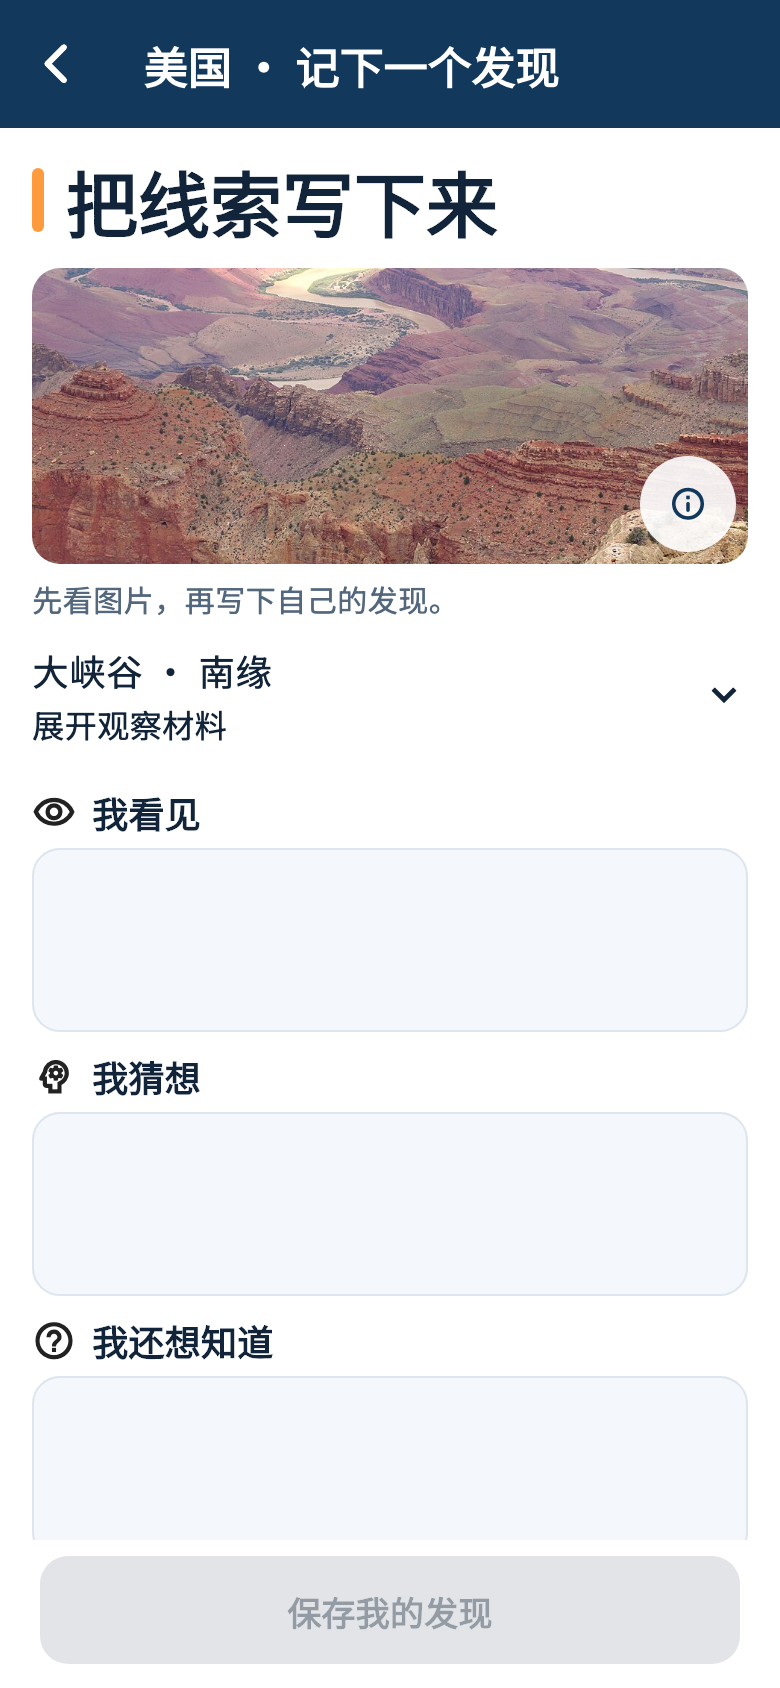 美国 · 记下一个发现
把线索写下来
先看图片，再写下自己的发现。
大峡谷 · 南缘
展开观察材料
我看见
我猜想
我还想知道
保存我的发现